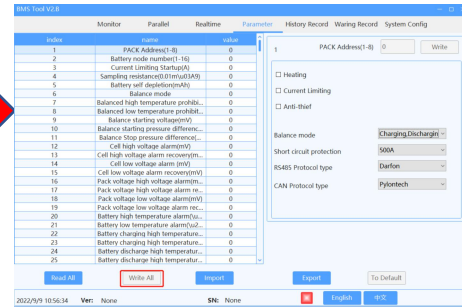 BMS Tool V2.8
Monitor Parallel Realtime Parameter History Record Waring Record System Config
index name value
1 PACK Address(1-8) 0
2 Battery node number(1-16) 0
3 Current Limiting Startup(A) 0
4 Sampling resistance(0.01m\u03A9) 0
5 Battery self depletion(mAh) 0
6 Balance mode 0
7 Balanced high temperature prohibi... 0
8 Balanced low temperature prohibit... 0
9 Balance starting voltage(mV) 0
10 Balance starting pressure differenc... 0
11 Balance Stop pressure difference(... 0
12 Cell high voltage alarm(mV) 0
13 Cell high voltage alarm recovery(m... 0
14 Cell low voltage alarm (mV) 0
15 Cell low voltage alarm recovery(mV) 0
16 Pack voltage high voltage alarm(m... 0
17 Pack voltage high voltage alarm re... 0
18 Pack voltage low voltage alarm(mV) 0
19 Pack voltage low voltage alarm rec... 0
20 Battery high temperature alarm(\u... 0
21 Battery low temperature alarm(\u2... 0
22 Battery charging high temperature... 0
23 Battery charging high temperature... 0
24 Battery discharge high temperatur... 0
25 Battery discharge high temperatur... 0
1 PACK Address(1-8) 0 Write
Heating
Current Limiting
Anti-thief
Balance mode Charging,Dischargin
Short circuit protection 500A
RS485 Protocol type Darfon
CAN Protocol type Pylontech
Read All Write All Import Export To Default
2022/9/9 10:56:34 Ver: None SN: None English 中文